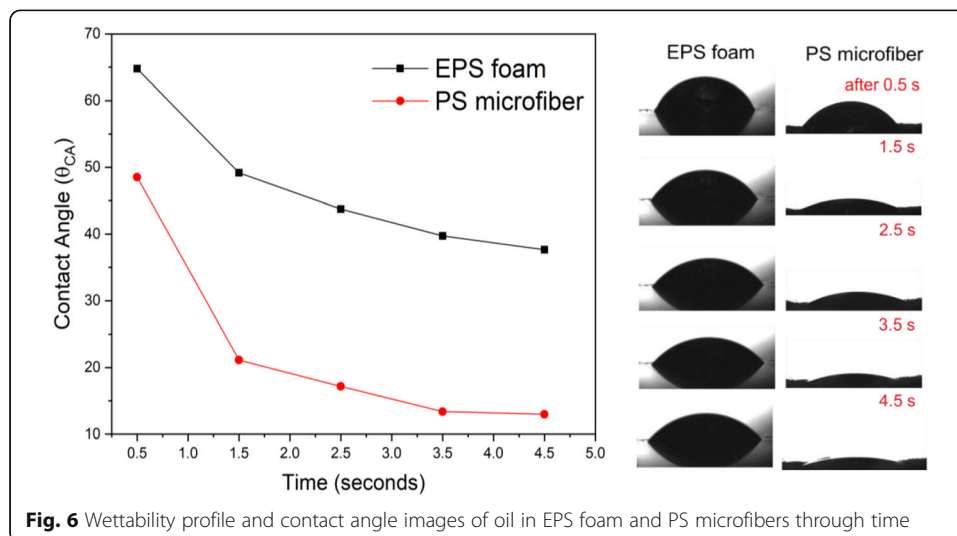 70
60
50
40
30
20
10
Contact Angle (θCA)
EPS foam
PS microfiber
0.5 1.0 1.5 2.0 2.5 3.0 3.5 4.0 4.5 5.0
Time (seconds)
EPS foam PS microfiber
after 0.5 s
1.5 s
2.5 s
3.5 s
4.5 s
Fig. 6 Wettability profile and contact angle images of oil in EPS foam and PS microfibers through time